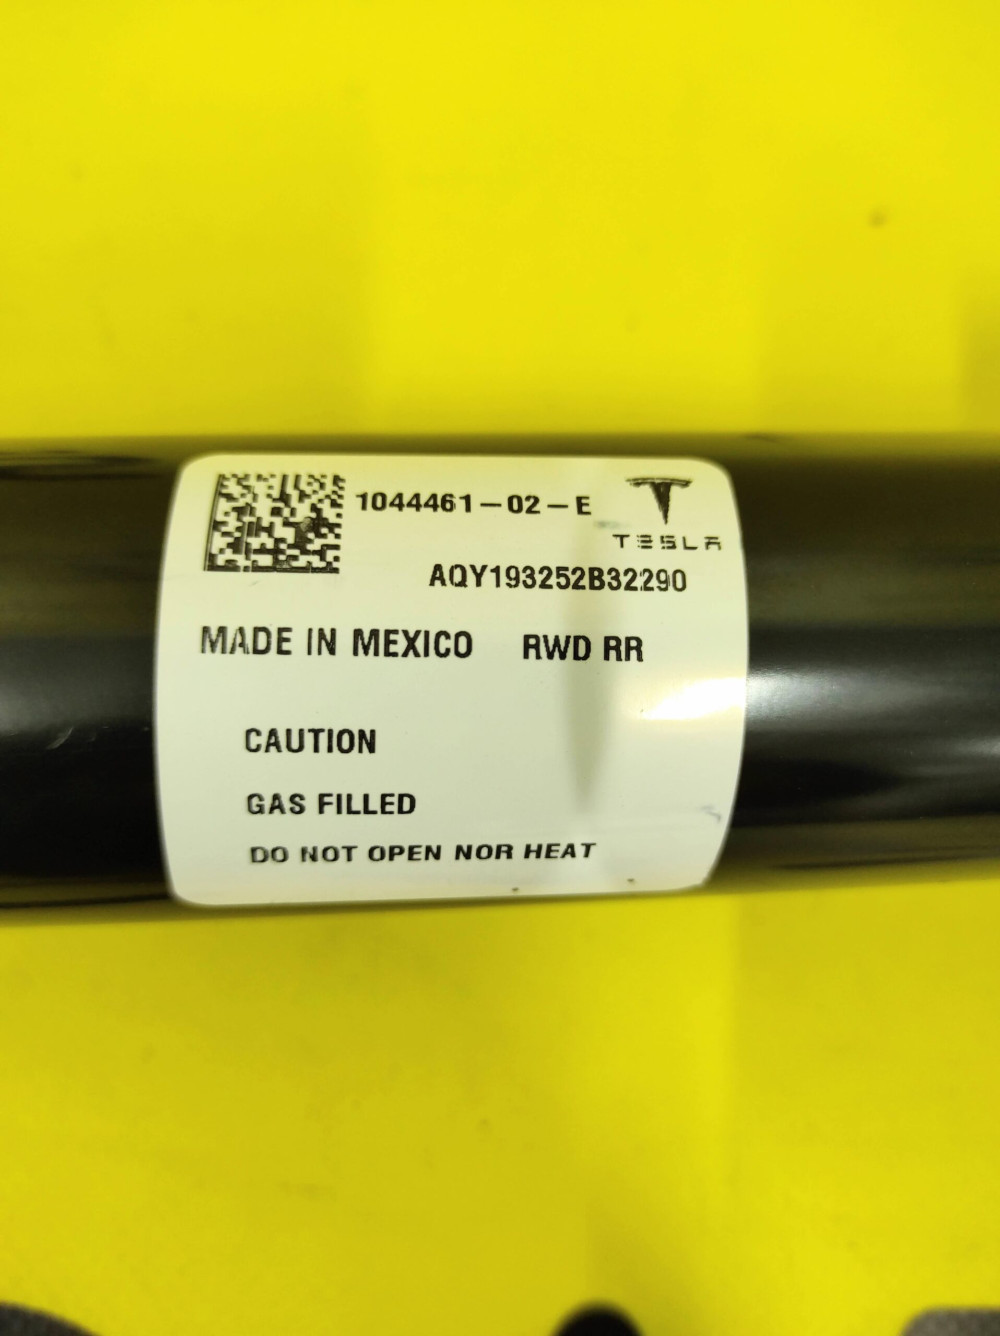 1044461-02-E
TESLA
AQY193252B32290
MADE IN MEXICO RWD RR
CAUTION
GAS FILLED
DO NOT OPEN NOR HEAT